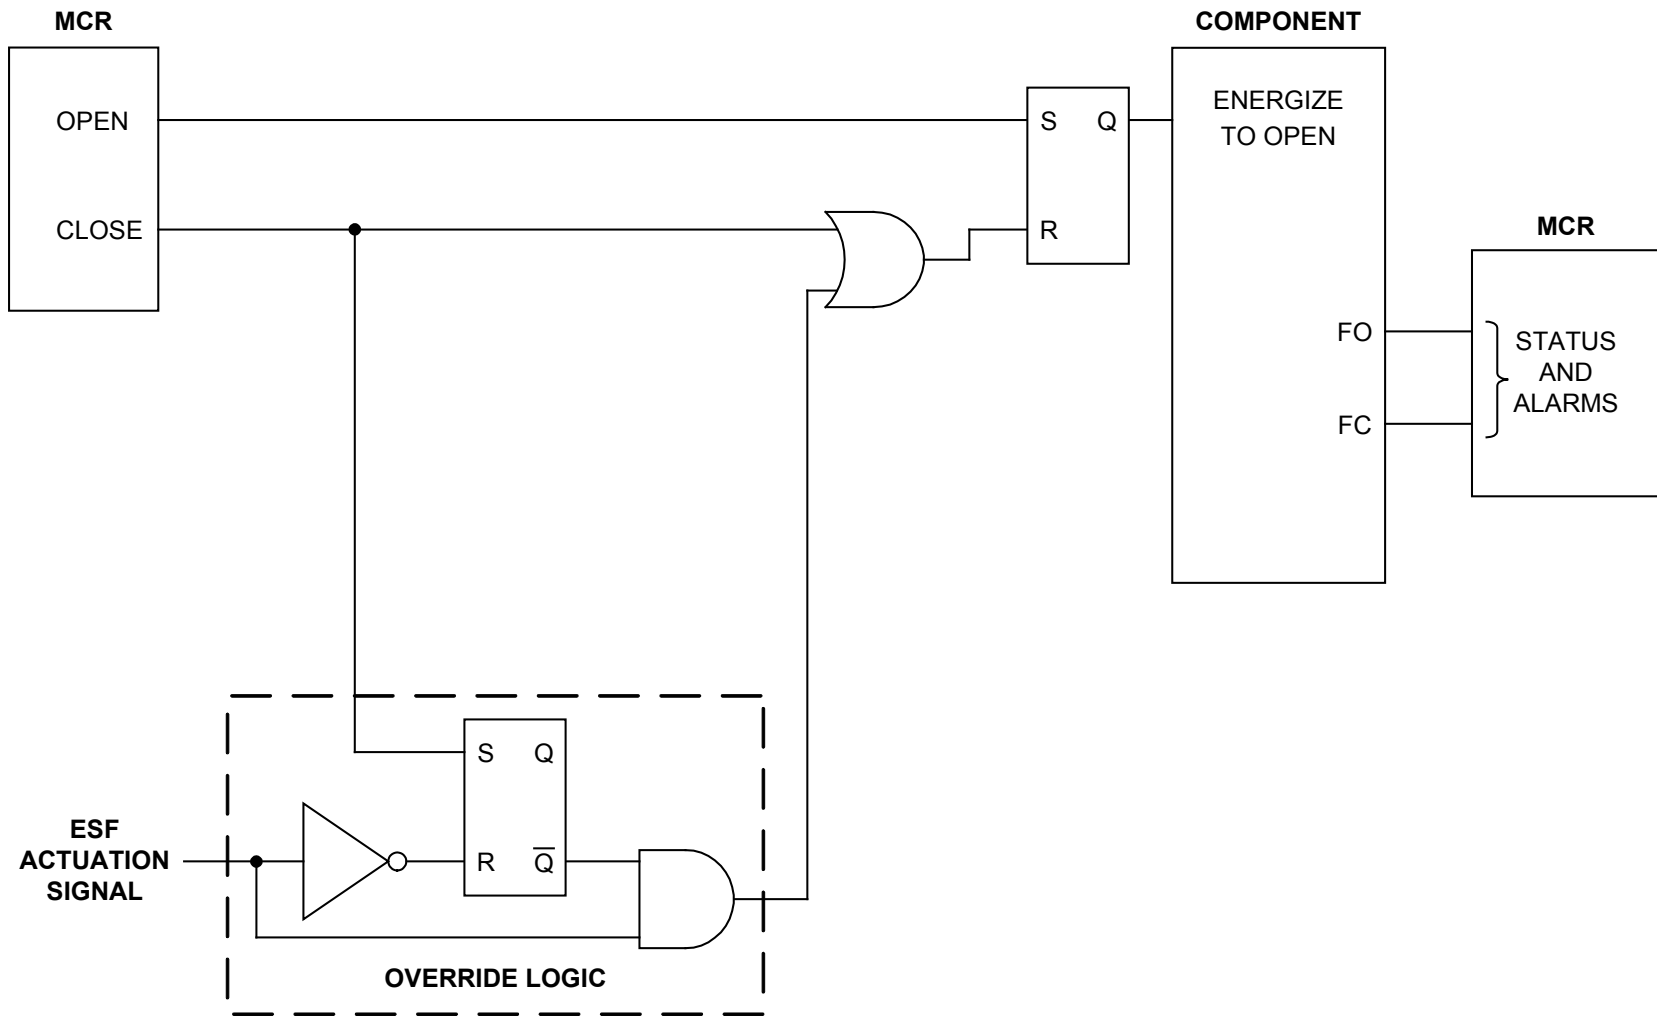 MCR
OPEN
CLOSE
S Q
R
COMPONENT
ENERGIZE
TO OPEN
FO
FC
MCR
STATUS
AND
ALARMS
ESF
ACTUATION
SIGNAL
S Q
R Q̅
OVERRIDE LOGIC